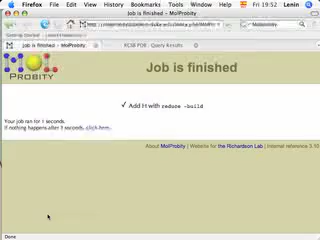 Firefox File Edit View History Bookmarks Tools Window Help Fri 19:52 Lenin
Job is finished - MolProbity
Job is finished - MolProbity RCSB PDB : Query Results
PROBITY
Job is finished
✓ Add H with reduce -build
Your job ran for 1 seconds.
If nothing happens after 5 seconds, click here.
About MolProbity | Website for the Richardson Lab | Internal reference 3.10
Done